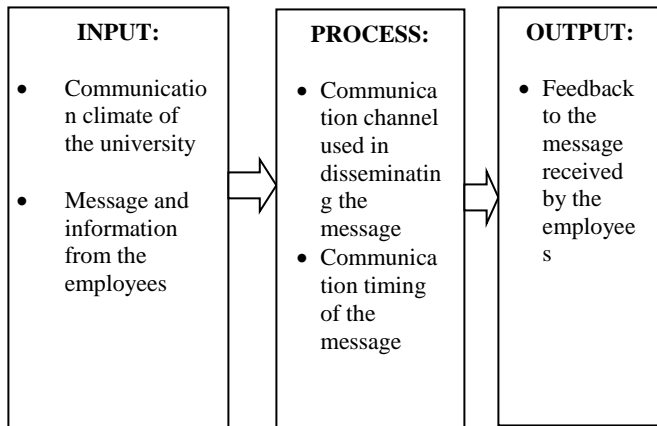 INPUT:
• Communicatio
n climate of
the university
• Message and
information
from the
employees
PROCESS:
• Communica
tion channel
used in
disseminatin
g the
message
• Communica
tion timing
of the
message
OUTPUT:
• Feedback
to the
message
received
by the
employee
s